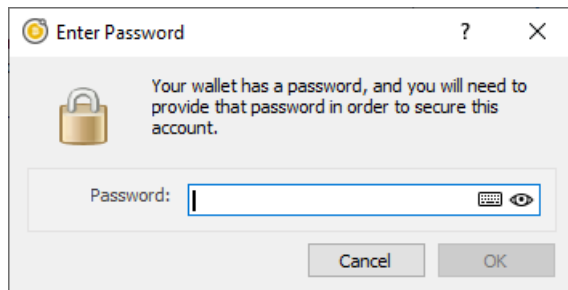 Enter Password
?
Your wallet has a password, and you will need to
provide that password in order to secure this
account.
Password:
Cancel
OK